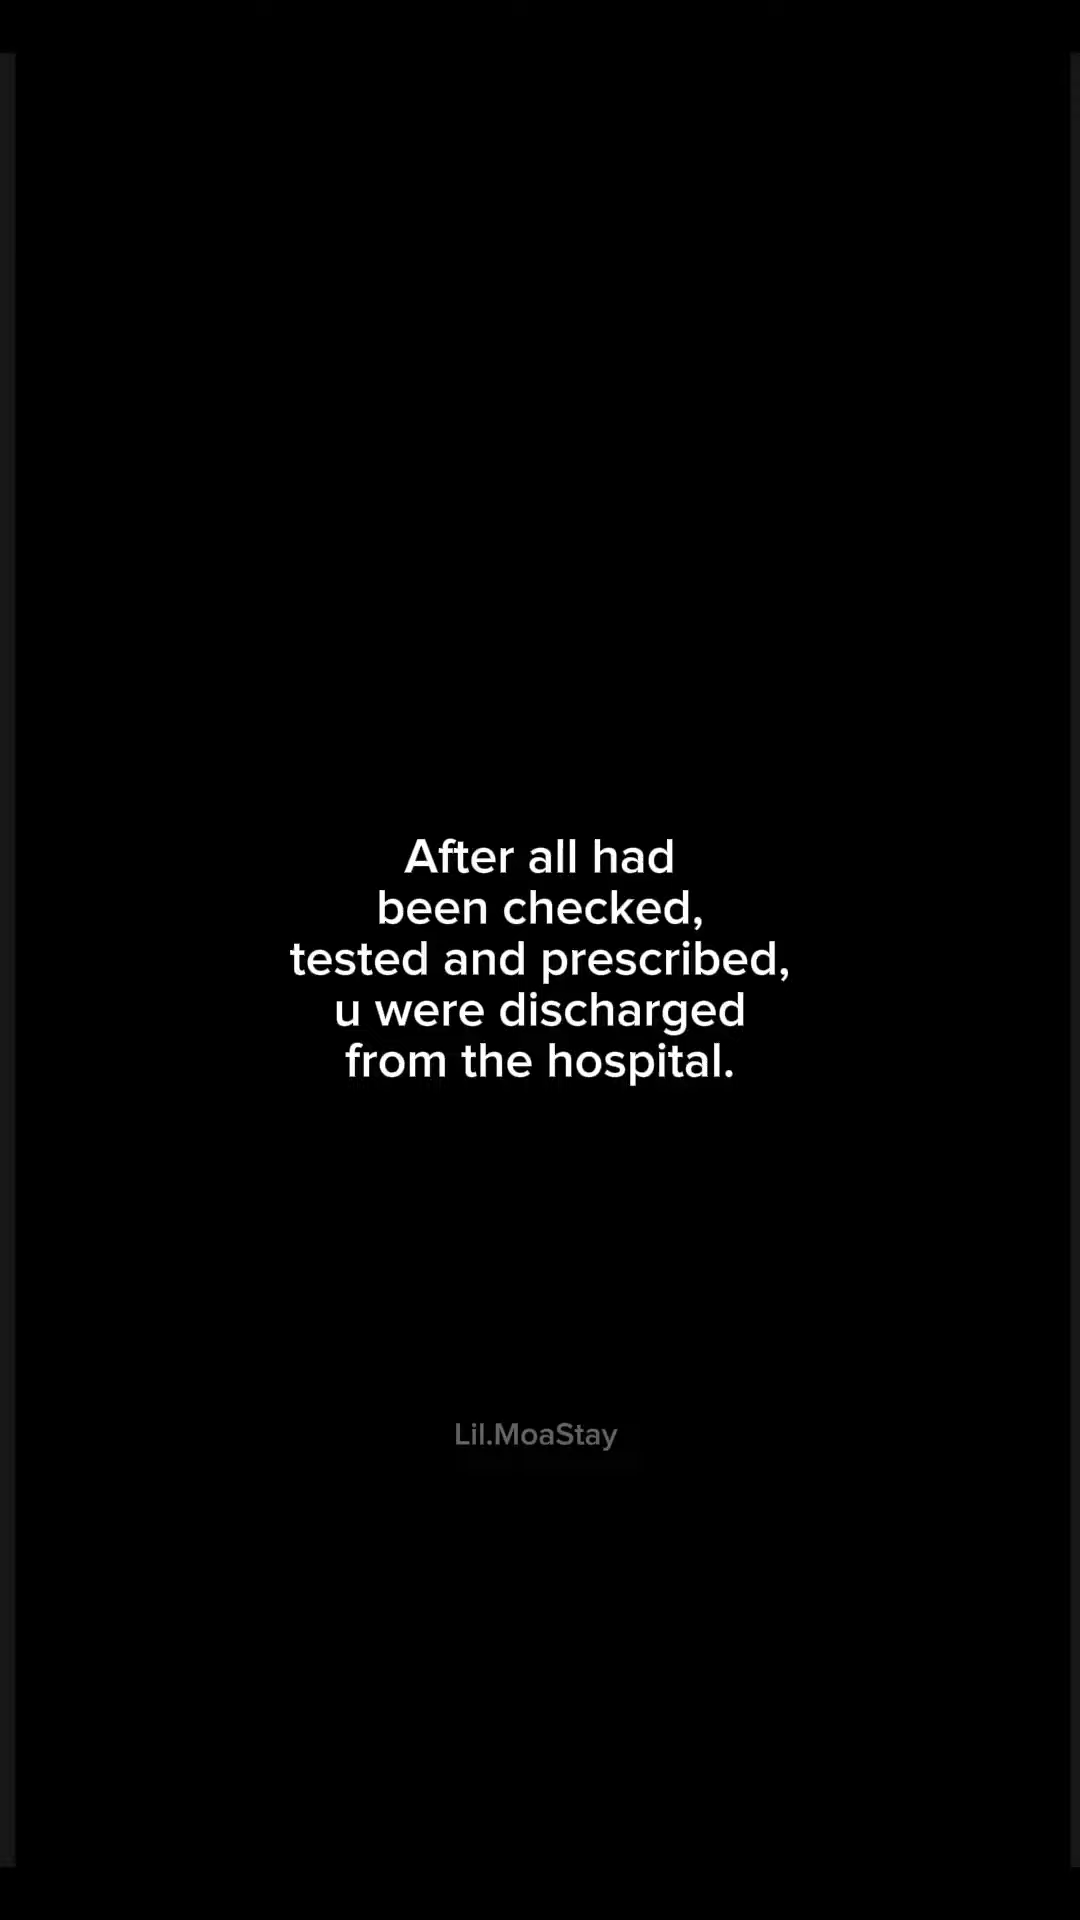 After all had
been checked,
tested and prescribed,
u were discharged
from the hospital.
Lil.MoaStay